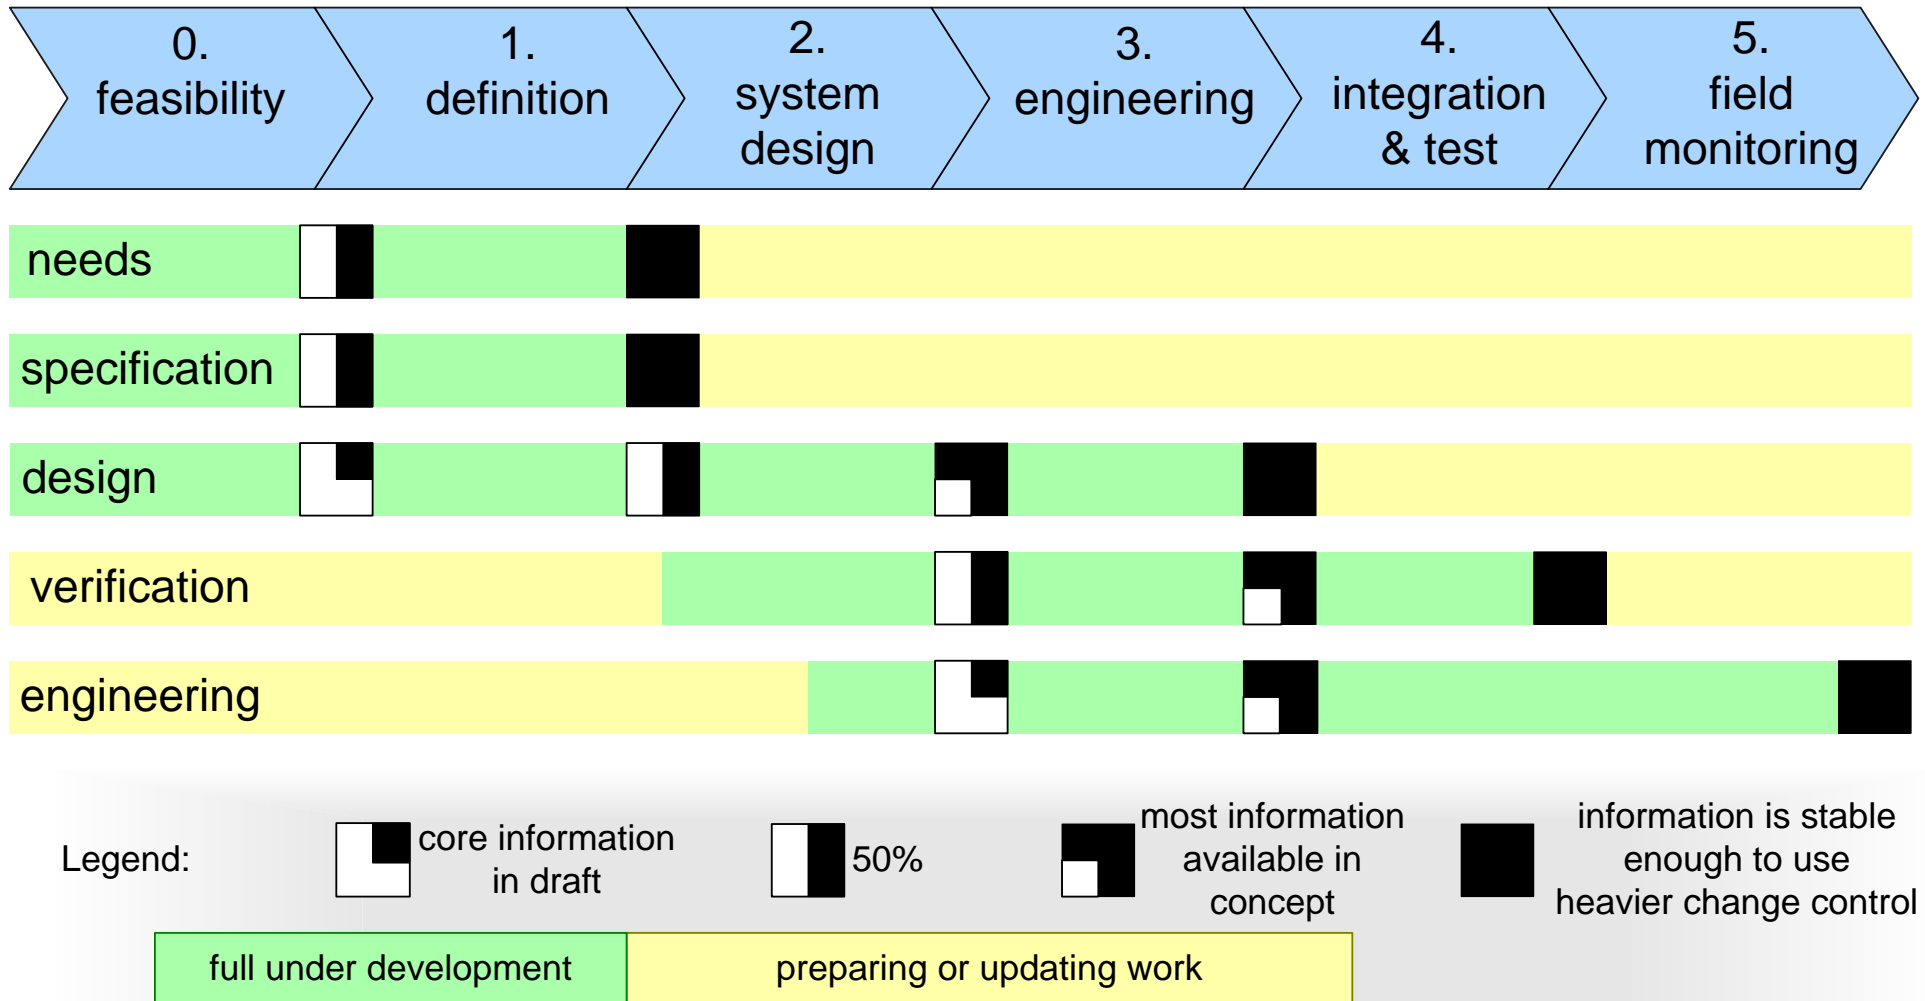 0.
feasibility
1.
definition
2.
system
design
3.
engineering
4.
integration
& test
5.
field
monitoring
needs
specification
design
verification
engineering
Legend:
core information
in draft
50%
most information
available in
concept
information is stable
enough to use
heavier change control
full under development
preparing or updating work